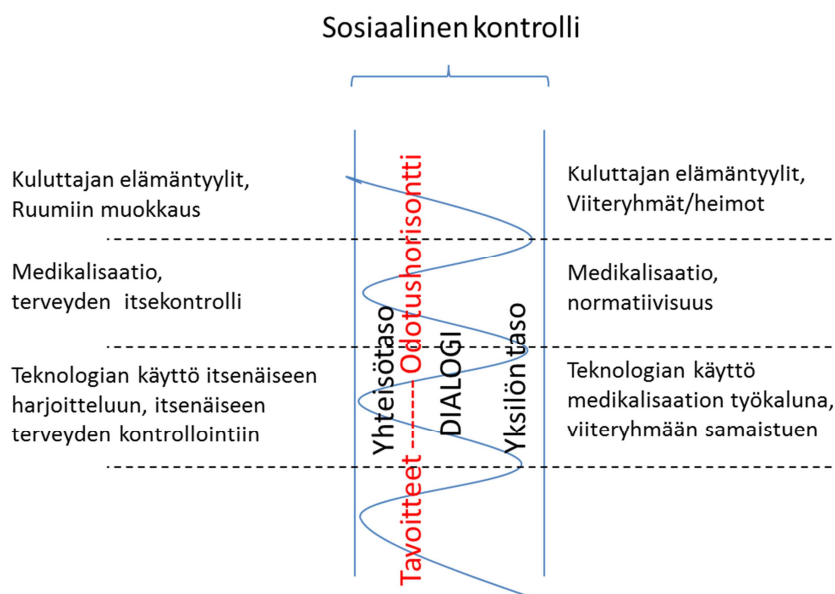 Sosiaalinen kontrolli
Kuluttajan elämäntyylit,
Ruumiin muokkaus
Medikalisaatio,
terveyden itsekontrolli
Teknologian käyttö itsenäiseen
harjoitteluun, itsenäiseen
terveyden kontrollointiin
Yhteisötaso
Tavoitteet ------- Odotushorisontti
DIALOGI
Yksilön taso
Kuluttajan elämäntyylit,
Viiteryhmät/heimot
Medikalisaatio,
normatiivisuus
Teknologian käyttö
medikalisaation työkaluna,
viiteryhmään samaistuen